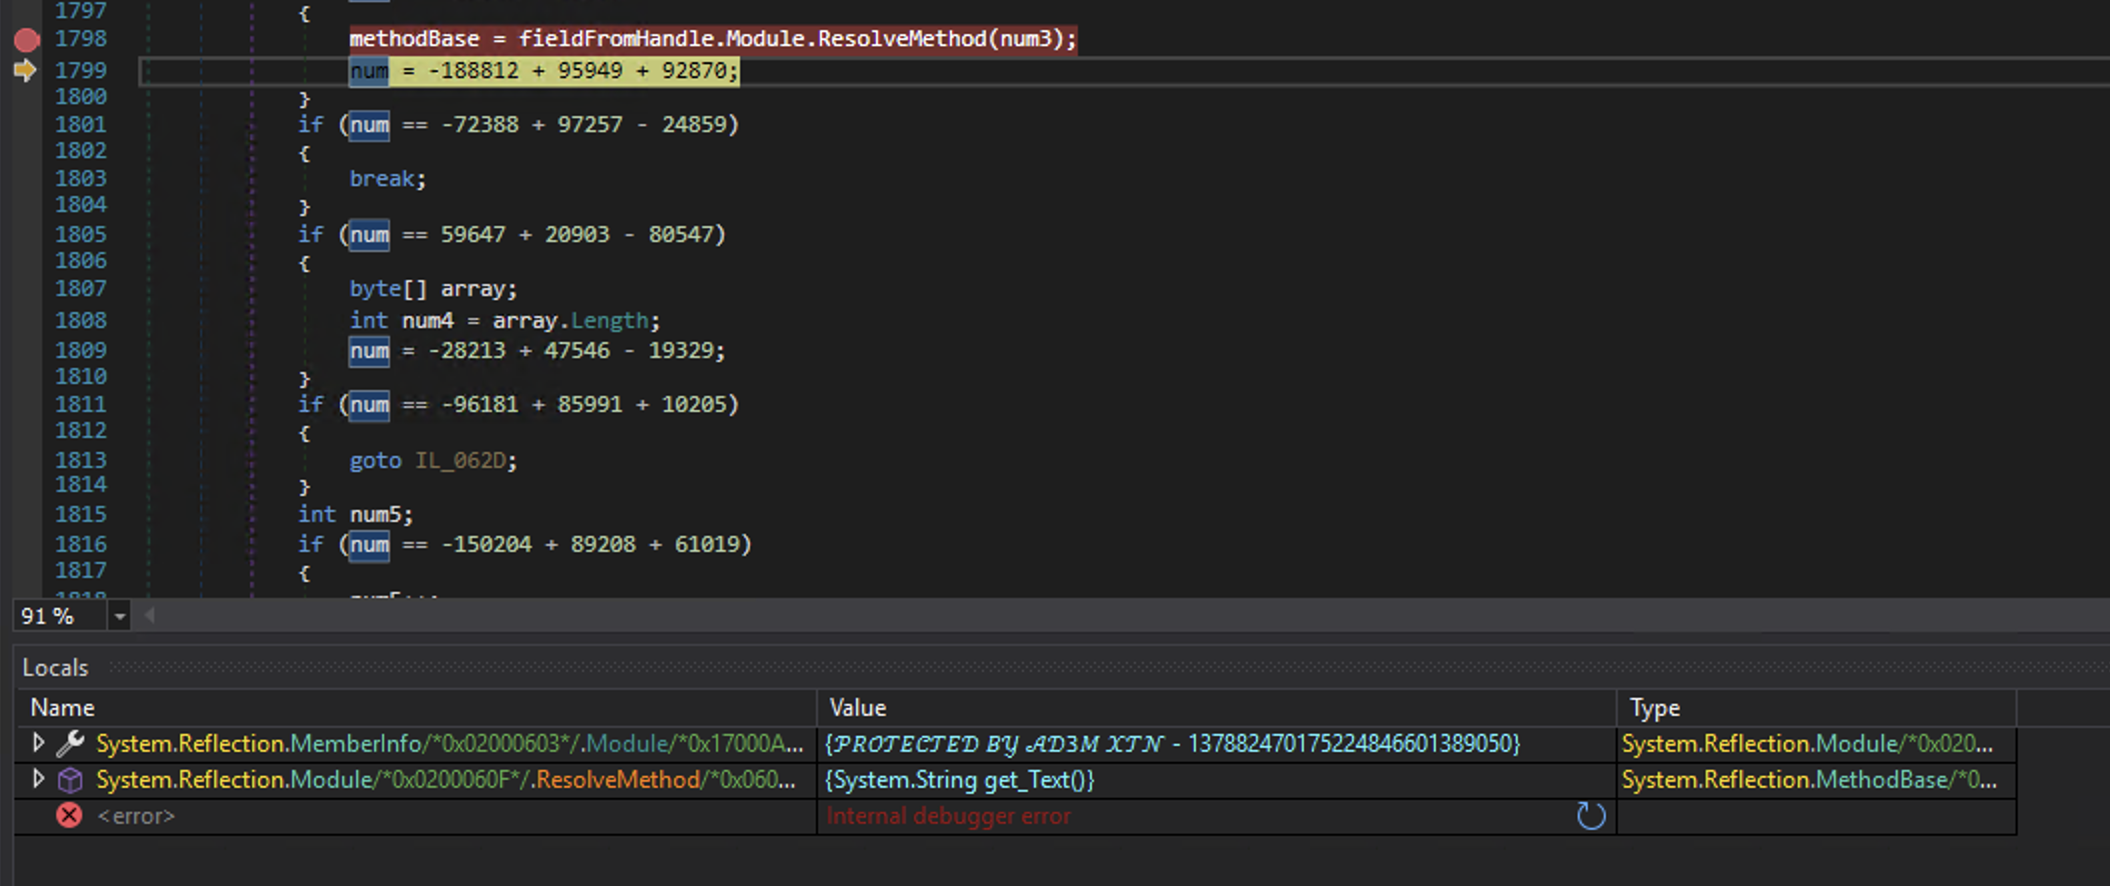 1797 {
1798 methodBase = fieldFromHandle.Module.ResolveMethod(num3);
1799 num = -188812 + 95949 + 92870;
1800 }
1801 if (num == -72388 + 97257 - 24859)
1802 {
1803 break;
1804 }
1805 if (num == 59647 + 20903 - 80547)
1806 {
1807 byte[] array;
1808 int num4 = array.Length;
1809 num = -28213 + 47546 - 19329;
1810 }
1811 if (num == -96181 + 85991 + 10205)
1812 {
1813 goto IL_062D;
1814 }
1815 int num5;
1816 if (num == -150204 + 89208 + 61019)
1817 {
91 %
Locals
Name Value Type
System.Reflection.MemberInfo/*0x02000603*/.Module/*0x17000A... {𝓟𝓡𝓞𝓣𝓔𝓒𝓣𝓔𝓓 𝓑𝓨 𝓐𝓓3𝓜 𝓧𝓣𝓝 - 1378824701752248466013​89050} System.Reflection.Module/*0x020...
System.Reflection.Module/*0x0200060F*/.ResolveMethod/*0x060... {System.String get_Text()} System.Reflection.MethodBase/*0...
<error> Internal debugger error